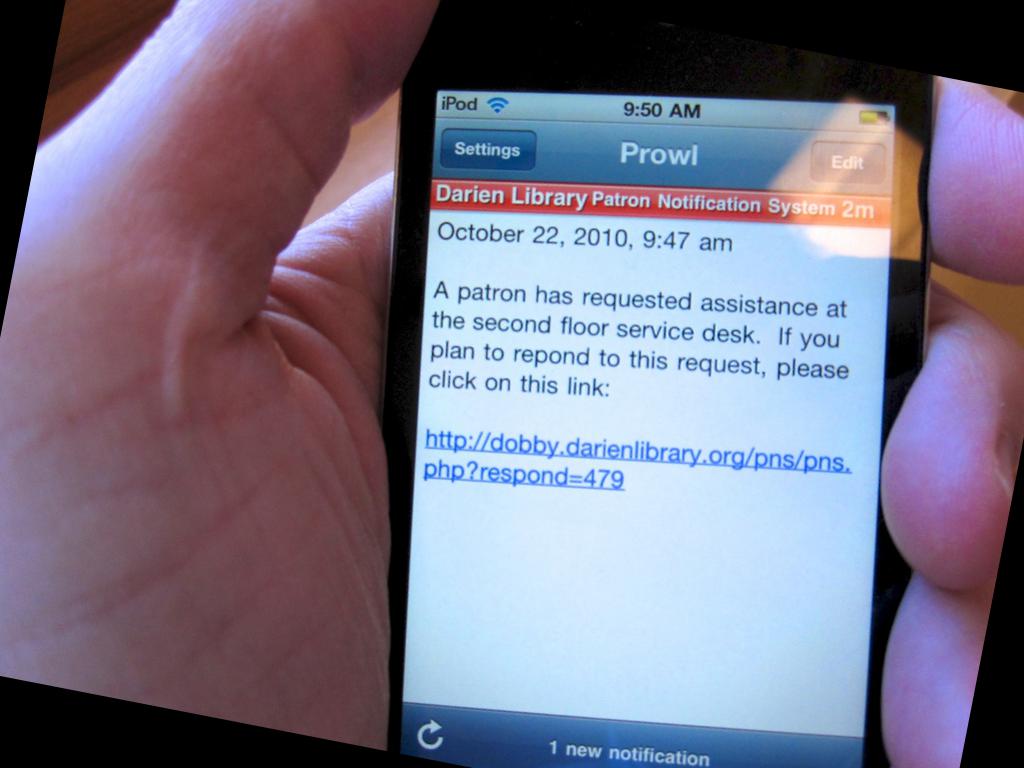 iPod 9:50 AM
Settings Prowl Edit
Darien Library Patron Notification System 2m
October 22, 2010, 9:47 am
A patron has requested assistance at
the second floor service desk. If you
plan to repond to this request, please
click on this link:
http://dobby.darienlibrary.org/pns/pns.
php?respond=479
1 new notification